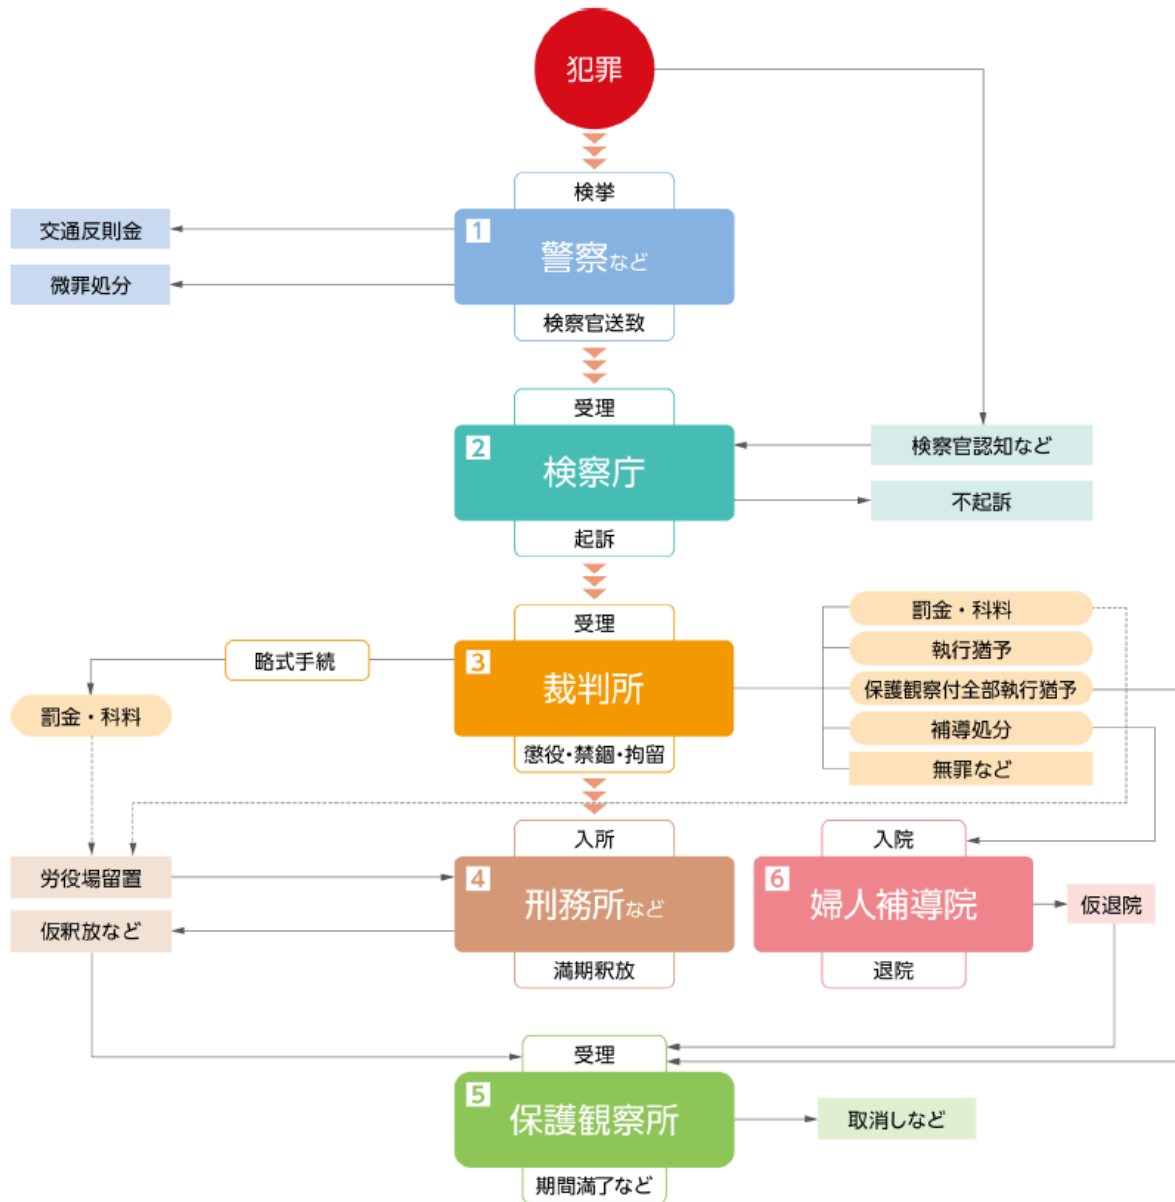 犯罪
検挙
交通反則金
1
警察など
微罪処分
検察官送致
受理
2
検察庁
検察官認知など
不起訴
起訴
受理
罰金・科料
執行猶予
略式手続
3
裁判所
保護観察付全部執行猶予
罰金・科料
補導処分
懲役・禁錮・拘留
無罪など
入所
入院
労役場留置
4
刑務所など
6
婦人補導院
仮退院
仮釈放など
満期釈放
退院
受理
5
保護観察所
取消しなど
期間満了など